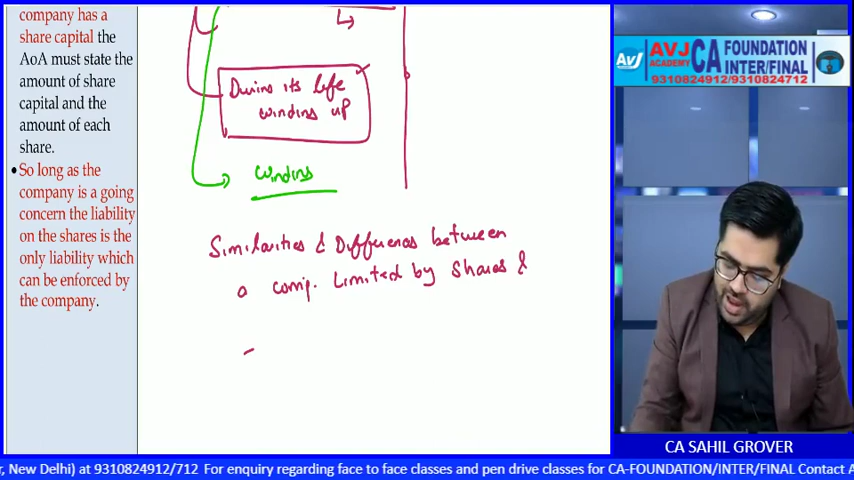 company has a
share capital the
AoA must state the
amount of share
capital and the
amount of each
share.
• So long as the
company is a going
concern the liability
on the shares is the
only liability which
can be enforced by
the company.
During its life
winding up
winding
Similarities & Differences between
a comp. Limited by Shares &
AVJ
AVJ
ACADEMY
CA
FOUNDATION
INTER/FINAL
9310824912/9310824712
CA SAHIL GROVER
r, New Delhi) at 9310824912/712 For enquiry regarding face to face classes and pen drive classes for CA-FOUNDATION/INTER/FINAL Contact A